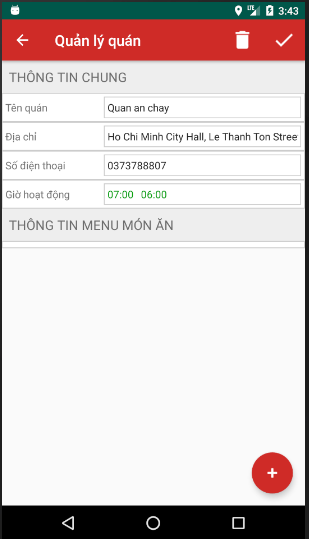 LTE 3:43
Quản lý quán
THÔNG TIN CHUNG
Tên quán Quan an chay
Địa chỉ Ho Chi Minh City Hall, Le Thanh Ton Stree
Số điện thoại 0373788807
Giờ hoạt động 07:00 06:00
THÔNG TIN MENU MÓN ĂN